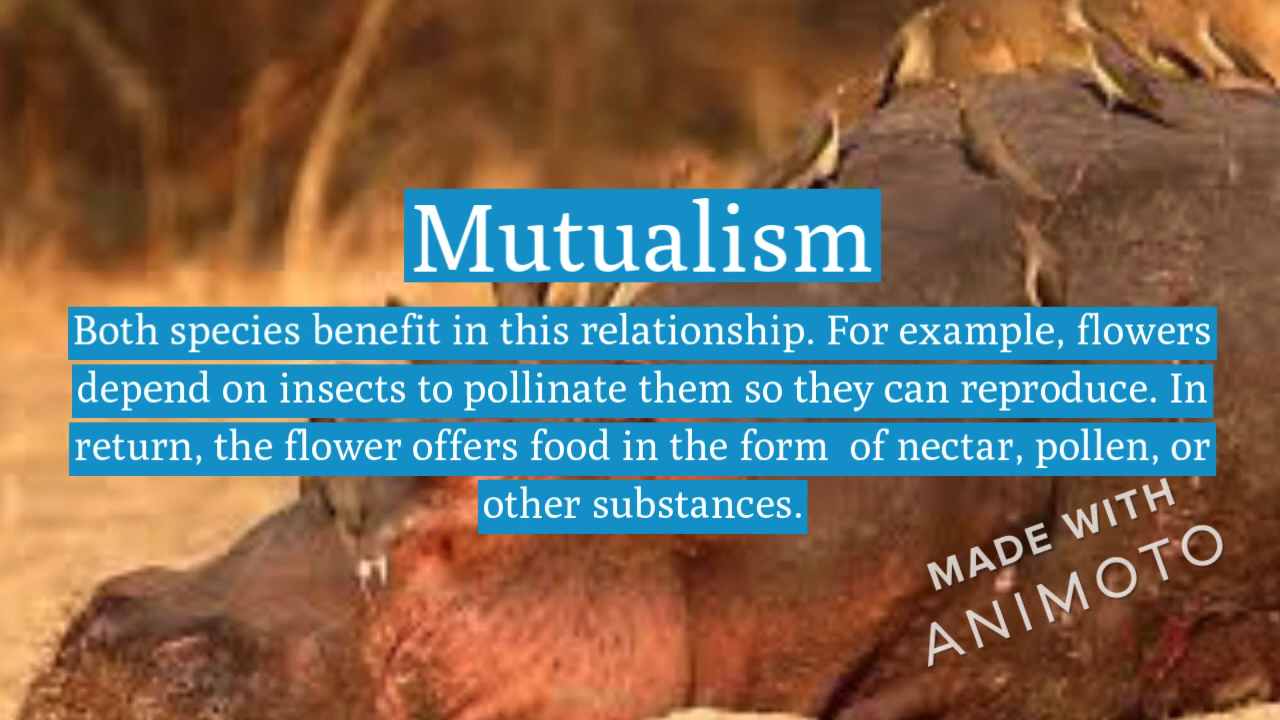 Mutualism
Both species benefit in this relationship. For example, flowers
depend on insects to pollinate them so they can reproduce. In
return, the flower offers food in the form  of nectar, pollen, or
other substances.
MADE WITH
ANIMOTO